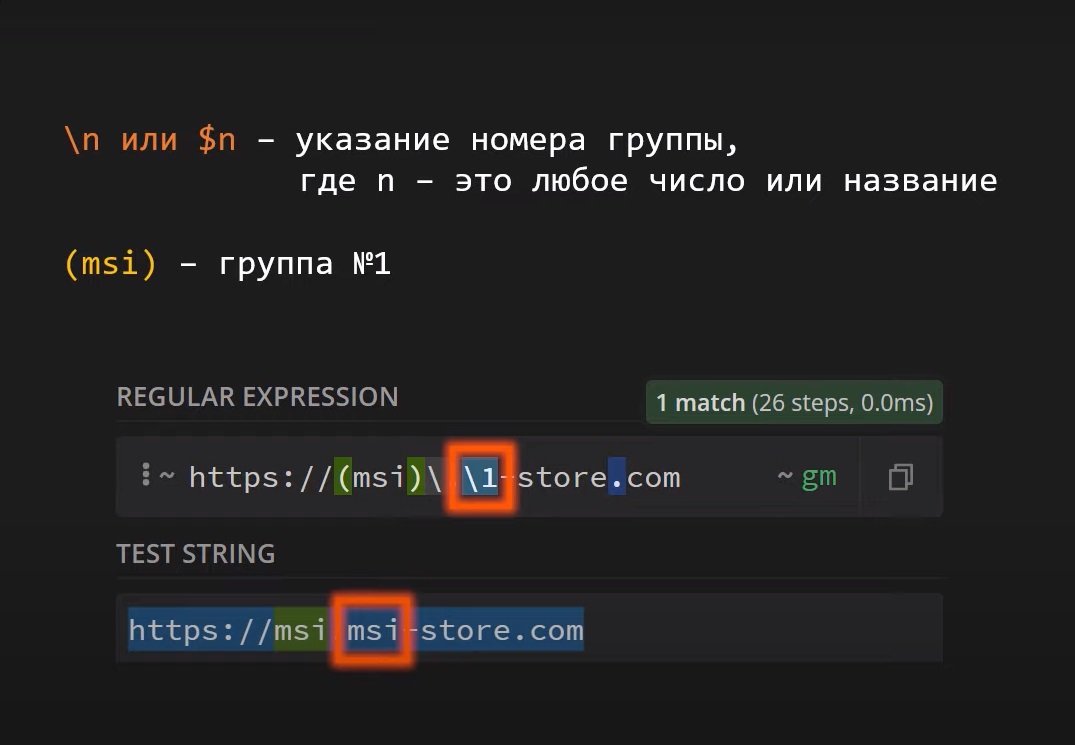 \n или $n – указание номера группы,
где n – это любое число или название
(msi) – группа №1
REGULAR EXPRESSION
1 match (26 steps, 0.0ms)
https://(msi)\.\1-store.com
~ gm
TEST STRING
https://msi.msi-store.com